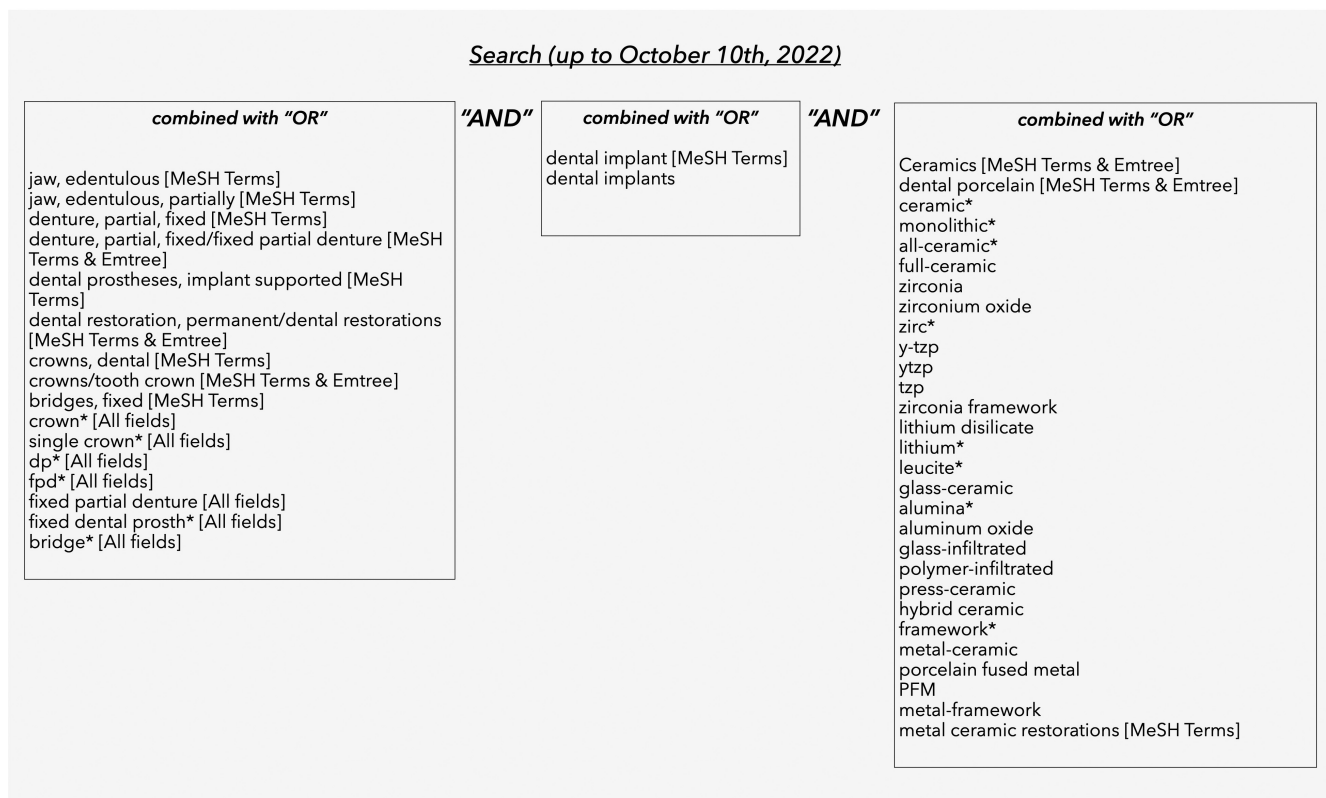 Search (up to October 10th, 2022)
combined with “OR”
jaw, edentulous [MeSH Terms]
jaw, edentulous, partially [MeSH Terms]
denture, partial, fixed [MeSH Terms]
denture, partial, fixed/fixed partial denture [MeSH
Terms & Emtree]
dental prostheses, implant supported [MeSH
Terms]
dental restoration, permanent/dental restorations
[MeSH Terms & Emtree]
crowns, dental [MeSH Terms]
crowns/tooth crown [MeSH Terms & Emtree]
bridges, fixed [MeSH Terms]
crown* [All fields]
single crown* [All fields]
dp* [All fields]
fpd* [All fields]
fixed partial denture [All fields]
fixed dental prosth* [All fields]
bridge* [All fields]
“AND”
combined with “OR”
dental implant [MeSH Terms]
dental implants
“AND”
combined with “OR”
Ceramics [MeSH Terms & Emtree]
dental porcelain [MeSH Terms & Emtree]
ceramic*
monolithic*
all-ceramic*
full-ceramic
zirconia
zirconium oxide
zirc*
y-tzp
ytzp
tzp
zirconia framework
lithium disilicate
lithium*
leucite*
glass-ceramic
alumina*
aluminum oxide
glass-infiltrated
polymer-infiltrated
press-ceramic
hybrid ceramic
framework*
metal-ceramic
porcelain fused metal
PFM
metal-framework
metal ceramic restorations [MeSH Terms]